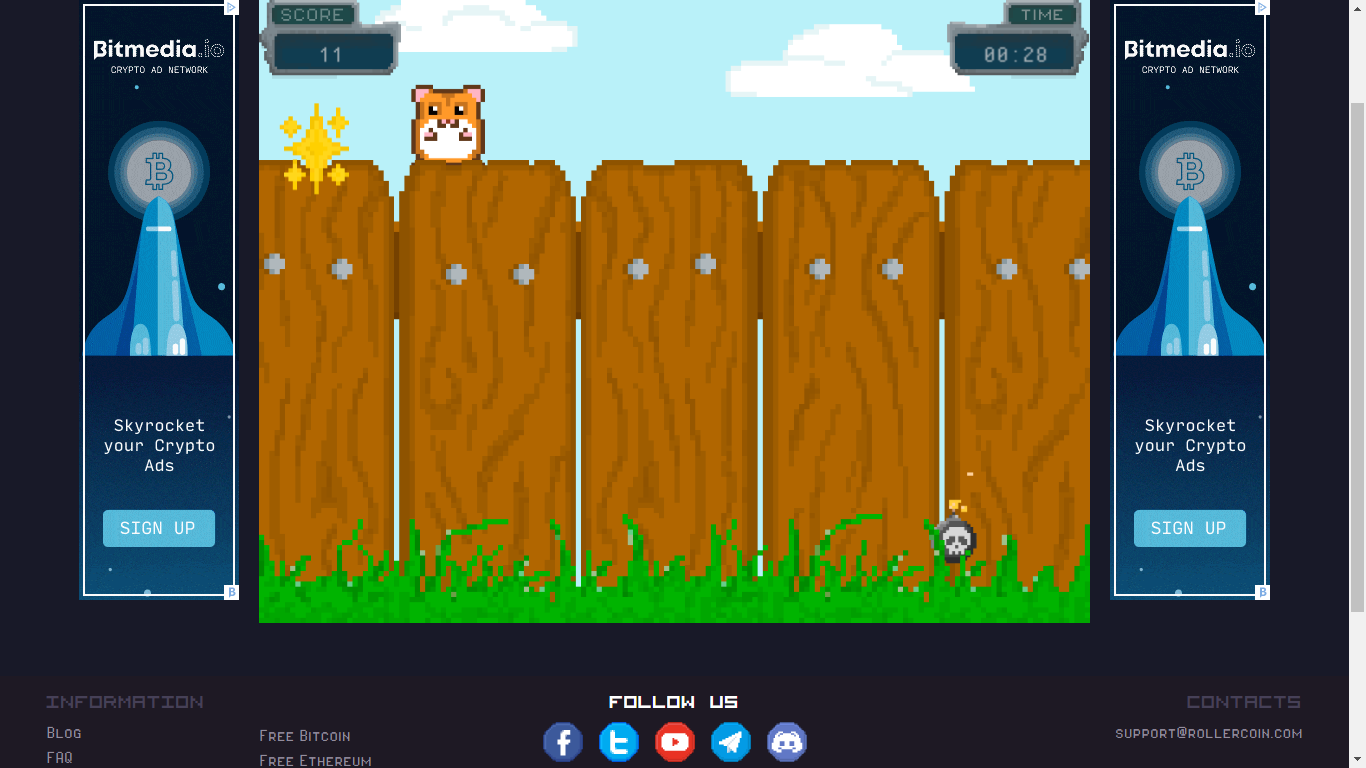 Bitmedia.io
CRYPTO AD NETWORK
Skyrocket
your Crypto
Ads
SIGN UP
SCORE
11
TIME
00:28
Bitmedia.io
CRYPTO AD NETWORK
Skyrocket
your Crypto
Ads
SIGN UP
INFORMATION
Blog
FAQ
Free Bitcoin
Free Ethereum
FOLLOW US
CONTACTS
SUPPORT@ROLLERCOIN.COM